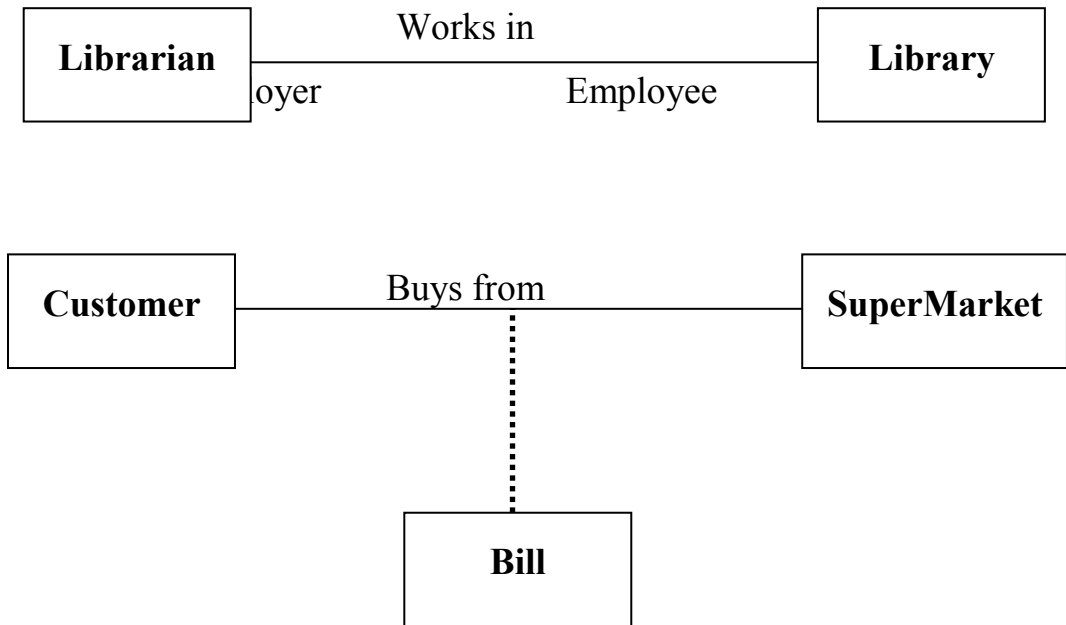 Works in
Librarian
Library
oyer Employee
Buys from
Customer
SuperMarket
Bill